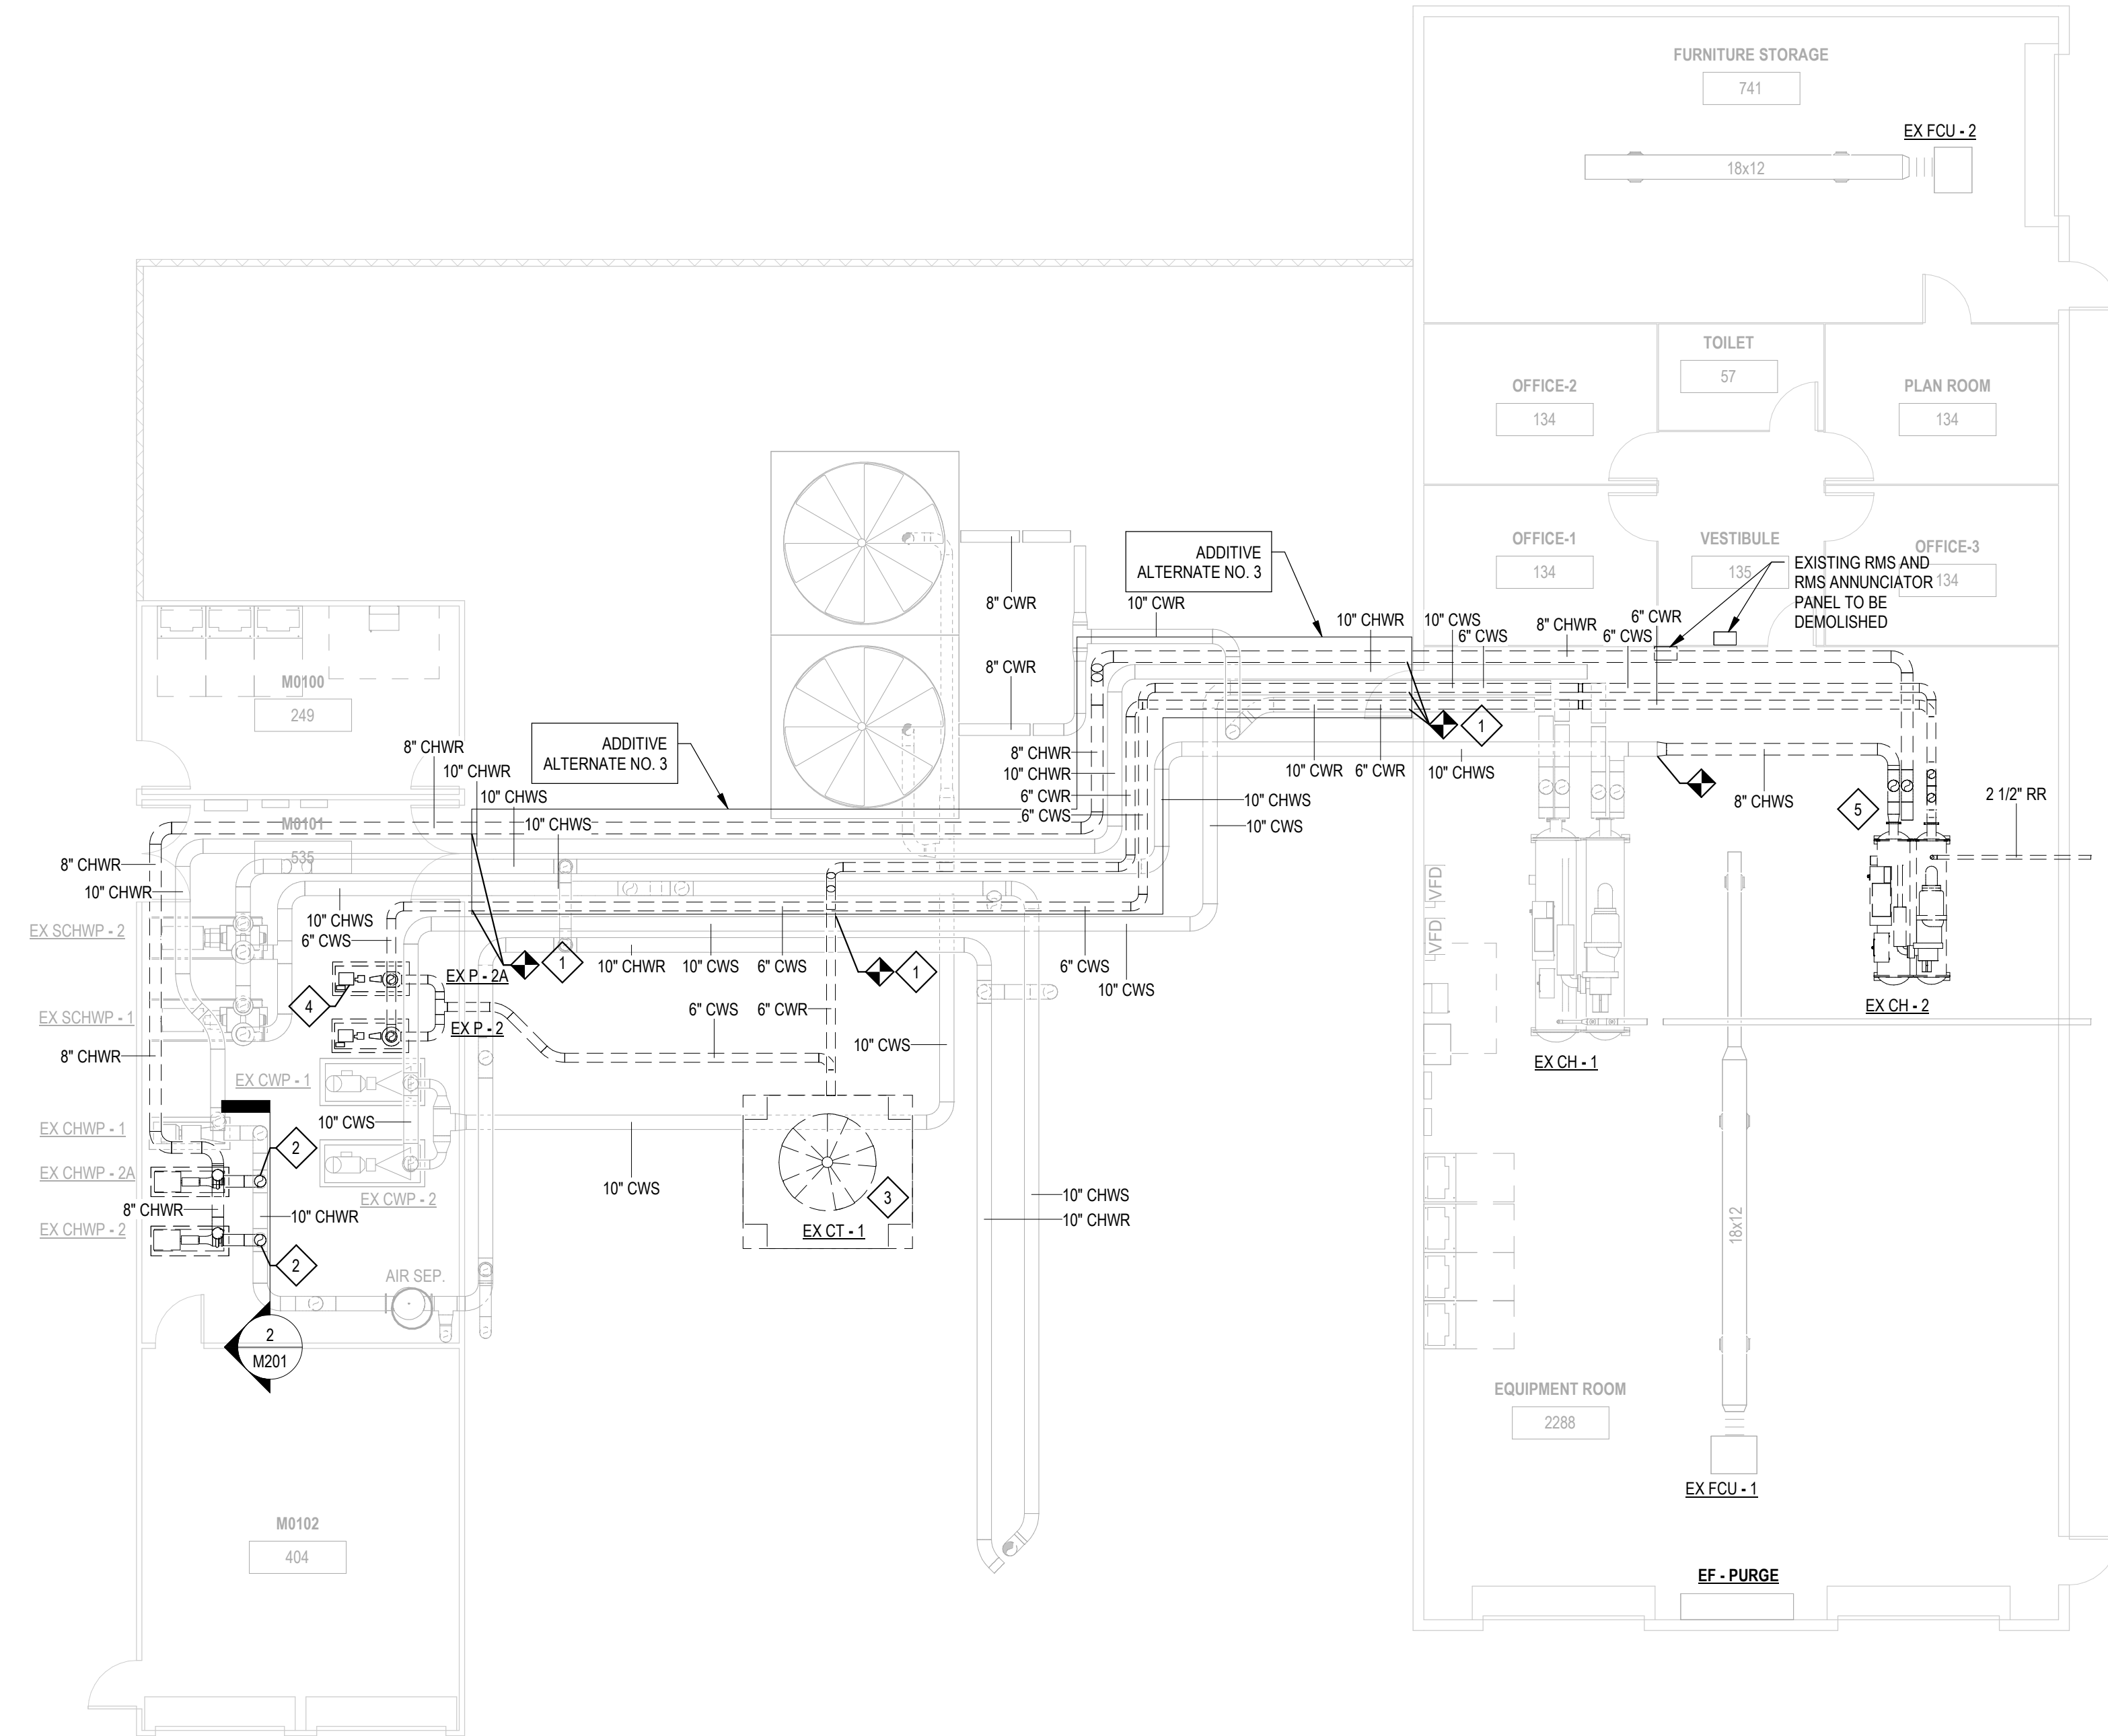 FURNITURE STORAGE
741
EX FCU - 2
18x12
TOILET
57
OFFICE-2
134
PLAN ROOM
134
OFFICE-1
134
VESTIBULE
135
OFFICE-3
134
EXISTING RMS AND
RMS ANNUNCIATOR
PANEL TO BE
DEMOLISHED
ADDITIVE
ALTERNATE NO. 3
8" CWR
10" CWR
10" CHWR
10" CWS
6" CWS
8" CHWR
6" CWS
6" CWR
8" CWR
M0100
249
ADDITIVE
ALTERNATE NO. 3
8" CHWR
10" CHWR
10" CHWS
10" CHWS
8" CHWR
10" CHWR
6" CWR
6" CWS
10" CHWS
10" CWS
10" CWR
6" CWR
10" CHWS
1
8" CHWS
5
2 1/2" RR
M0101
535
8" CHWR
10" CHWR
10" CHWS
6" CWS
EX SCHWP - 2
EX P - 2A
1
10" CHWR
10" CWS
6" CWS
1
6" CWS
10" CWS
VFD
VFD
4
EX SCHWP - 1
EX P - 2
6" CWS
6" CWR
10" CWS
8" CHWR
EX CH - 1
EX CH - 2
EX CWP - 1
EX CHWP - 1
10" CWS
2
EX CHWP - 2A
EX CWP - 2
10" CWS
3
8" CHWR
10" CHWR
EX CHWP - 2
2
EX CT - 1
10" CHWS
10" CHWR
18x12
AIR SEP.
2
M201
EQUIPMENT ROOM
2288
EX FCU - 1
M0102
404
EF - PURGE